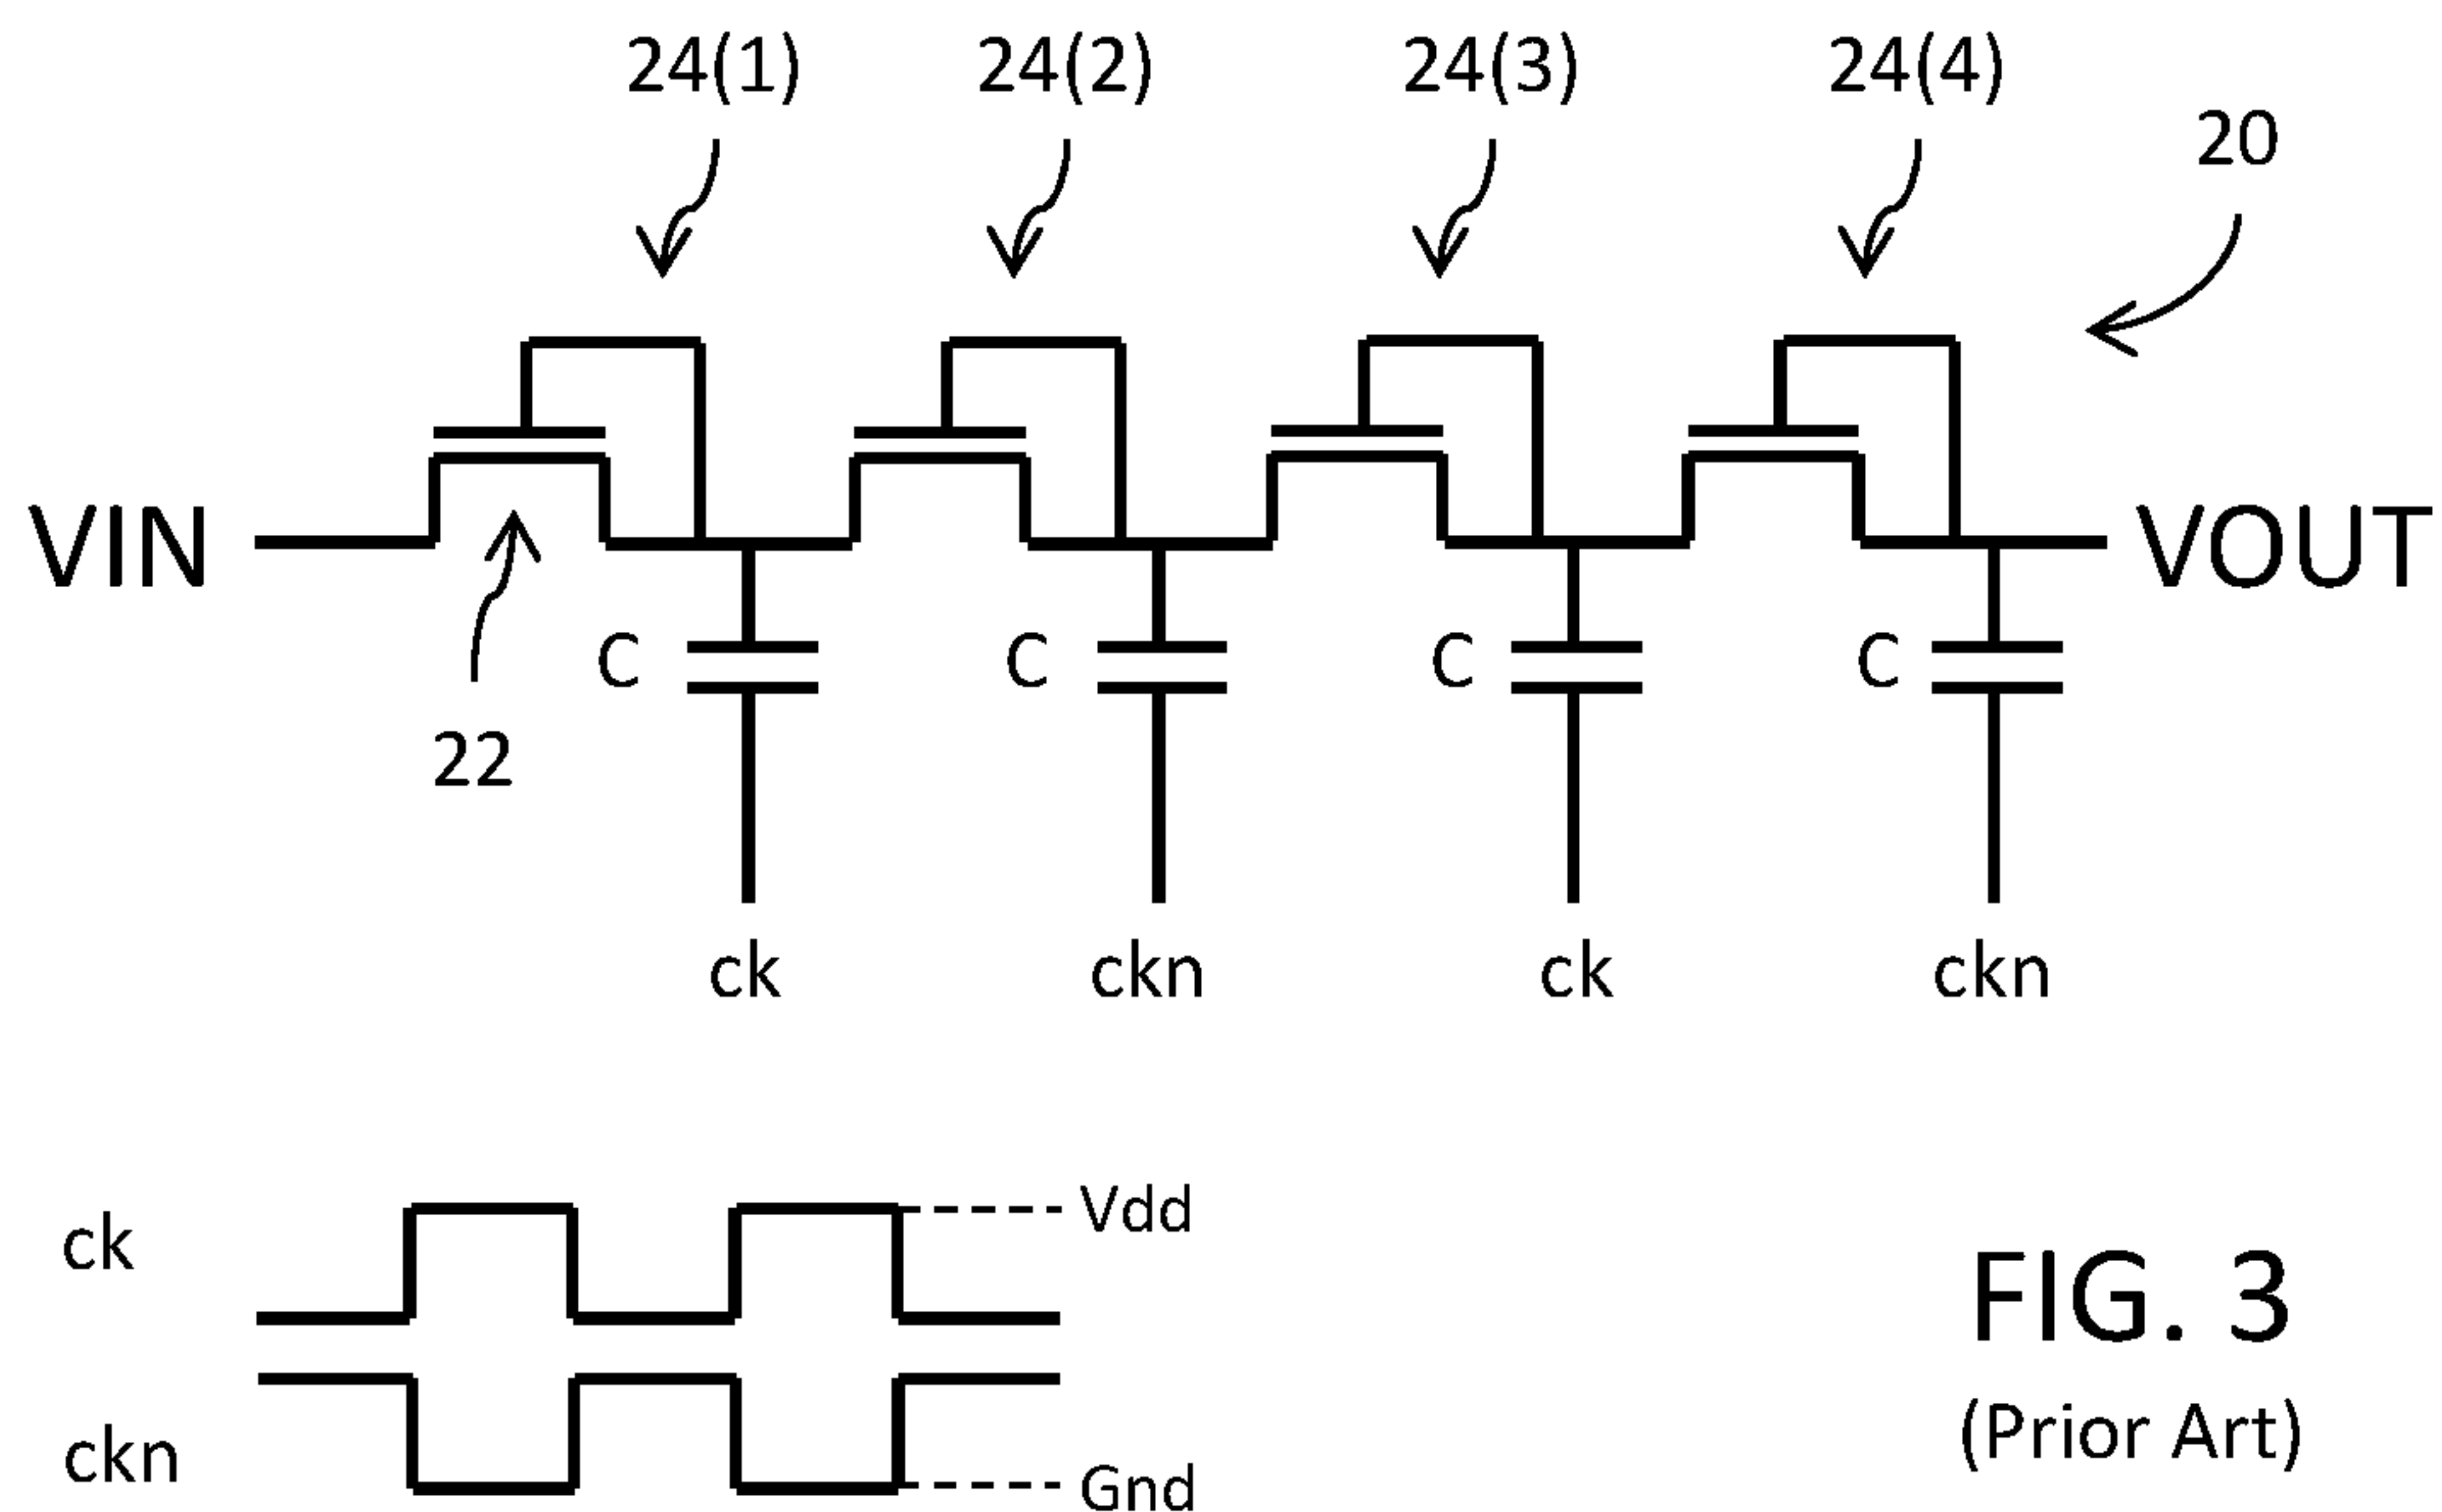 24(1) 24(2) 24(3) 24(4)
20
VIN VOUT
C C C C
22
ck ckn ck ckn
Vdd
ck
FIG. 3
(Prior Art)
ckn
Gnd